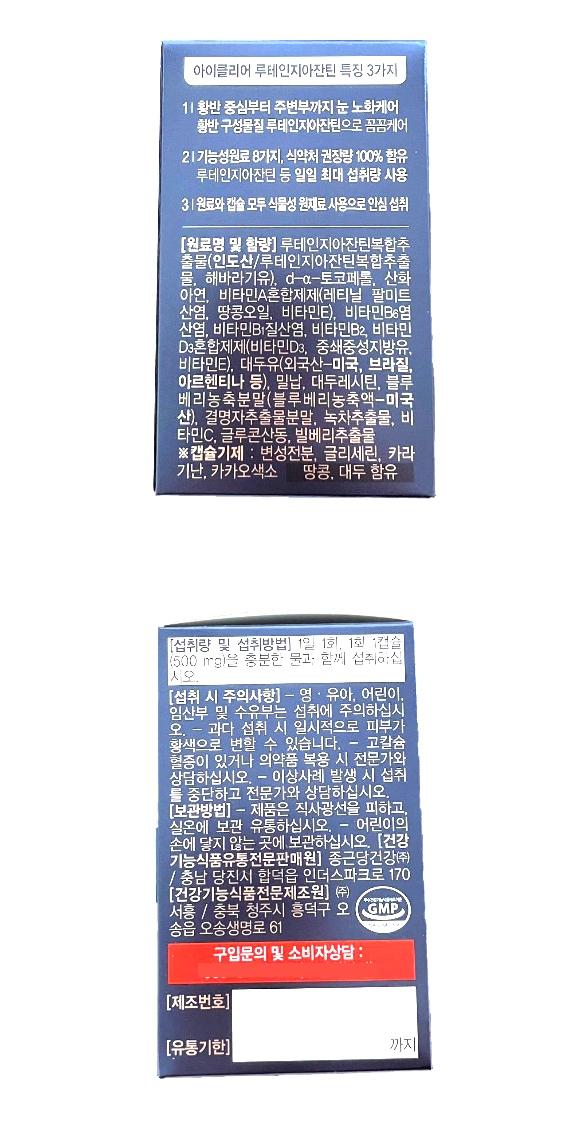 아이클리어 루테인지아잔틴 특징 3가지
1 | 황반 중심부터 주변부까지 눈 노화케어
황반 구성물질 루테인지아잔틴으로 꼼꼼케어
2 | 기능성원료 8가지, 식약처 권장량 100% 함유
루테인지아잔틴 등 일일 최대 섭취량 사용
3 | 원료와 캡슐 모두 식물성 원재료 사용으로 안심 섭취
[원료명 및 함량] 루테인지아잔틴복합추
출물(인도산/루테인지아잔틴복합추출
물, 해바라기유), d-α-토코페롤, 산화
아연, 비타민A혼합제제(레티닐 팔미트
산염, 땅콩오일, 비타민E), 비타민B6염
산염, 비타민B1질산염, 비타민B2, 비타민
D3혼합제제(비타민D3, 중쇄중성지방유,
비타민E), 대두유(외국산-미국, 브라질,
아르헨티나 등), 밀납, 대두레시틴, 블루
베리농축분말(블루베리농축액-미국
산), 결명자추출물분말, 녹차추출물, 비
타민C, 글루콘산동, 빌베리추출물
※캡슐기제 : 변성전분, 글리세린, 카라
기난, 카카오색소 땅콩, 대두 함유
[섭취량 및 섭취방법] 1일 1회, 1회 1캡슐
(500 mg)을 충분한 물과 함께 섭취하십
시오.
[섭취 시 주의사항] - 영·유아, 어린이,
임산부 및 수유부는 섭취에 주의하십시
오. - 과다 섭취 시 일시적으로 피부가
황색으로 변할 수 있습니다. - 고칼슘
혈증이 있거나 의약품 복용 시 전문가와
상담하십시오. - 이상사례 발생 시 섭취
를 중단하고 전문가와 상담하십시오.
[보관방법] - 제품은 직사광선을 피하고,
실온에 보관 유통하십시오. - 어린이의
손에 닿지 않는 곳에 보관하십시오. [건강
기능식품유통전문판매원] 종근당건강㈜
/ 충남 당진시 합덕읍 인더스파크로 170
[건강기능식품전문제조원] ㈜
서흥 / 충북 청주시 흥덕구 오
송읍 오송생명로 61
GMP
구입문의 및 소비자상담 :
[제조번호]
[유통기한]
까지